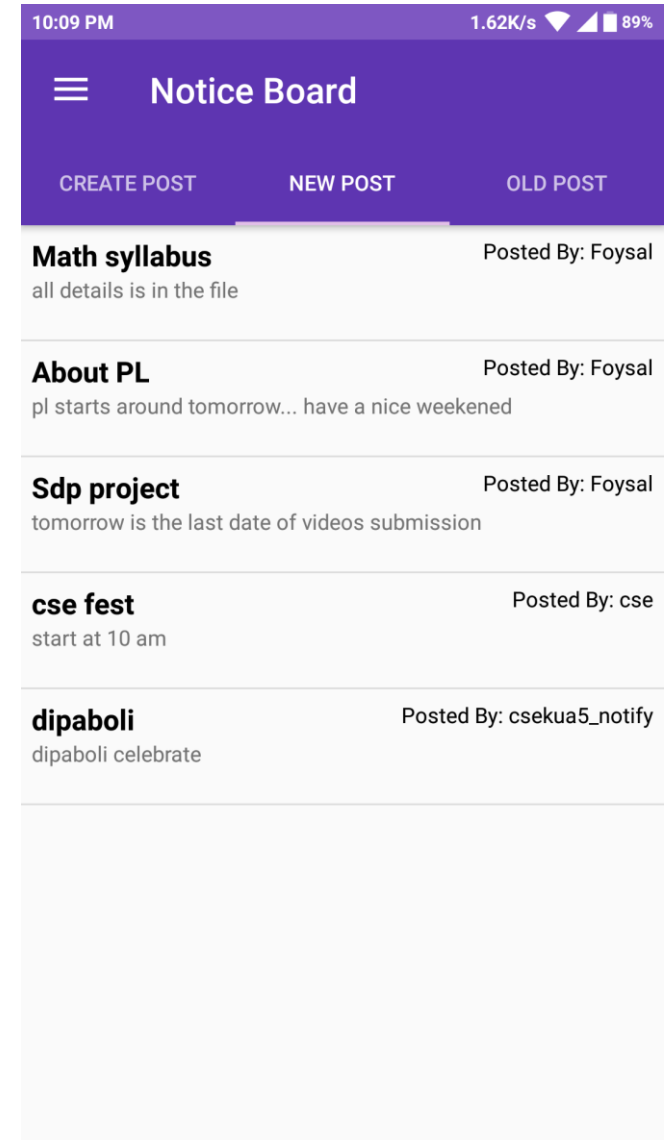 10:09 PM 1.62K/s 89%
Notice Board
CREATE POST NEW POST OLD POST
Math syllabus Posted By: Foysal
all details is in the file
About PL Posted By: Foysal
pl starts around tomorrow... have a nice weekened
Sdp project Posted By: Foysal
tomorrow is the last date of videos submission
cse fest Posted By: cse
start at 10 am
dipaboli Posted By: csekua5_notify
dipaboli celebrate